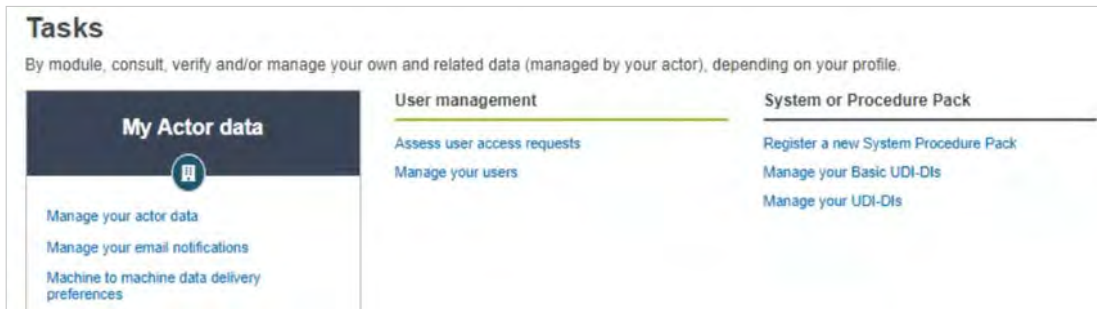 Tasks
By module, consult, verify and/or manage your own and related data (managed by your actor), depending on your profile.
My Actor data
Manage your actor data
Manage your email notifications
Machine to machine data delivery
preferences
User management
Assess user access requests
Manage your users
System or Procedure Pack
Register a new System Procedure Pack
Manage your Basic UDI-DIs
Manage your UDI-DIs